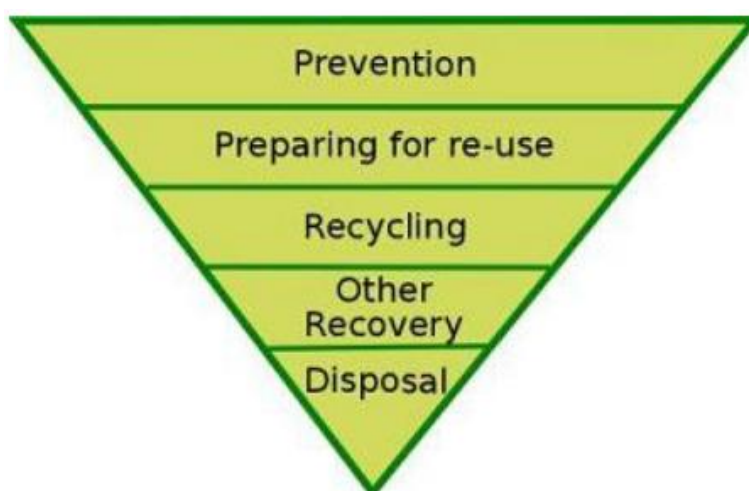 Prevention
Preparing for re-use
Recycling
Other
Recovery
Disposal